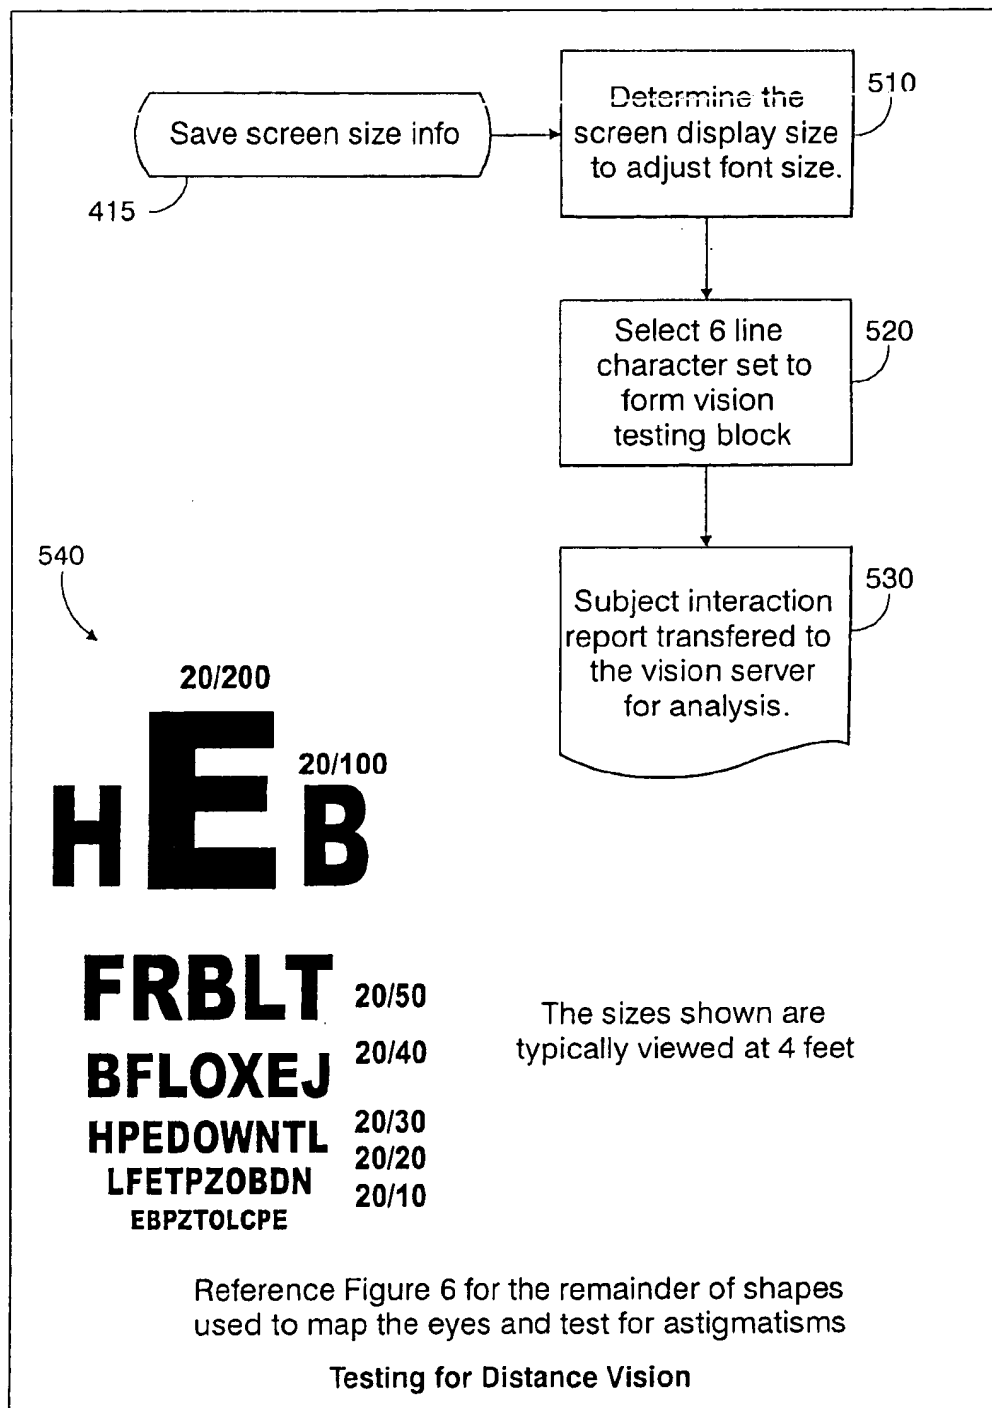 Save screen size info
415
Determine the
screen display size
to adjust font size.
510
Select 6 line
character set to
form vision
testing block
520
Subject interaction
report transfered to
the vision server
for analysis.
530
540
20/200
20/100
H E B
FRBLT 20/50
BFLOXEJ 20/40
HPEDOWNTL 20/30
LFETPZOBDN 20/20
EBPZTOLCPE 20/10
The sizes shown are
typically viewed at 4 feet
Reference Figure 6 for the remainder of shapes
used to map the eyes and test for astigmatisms
Testing for Distance Vision